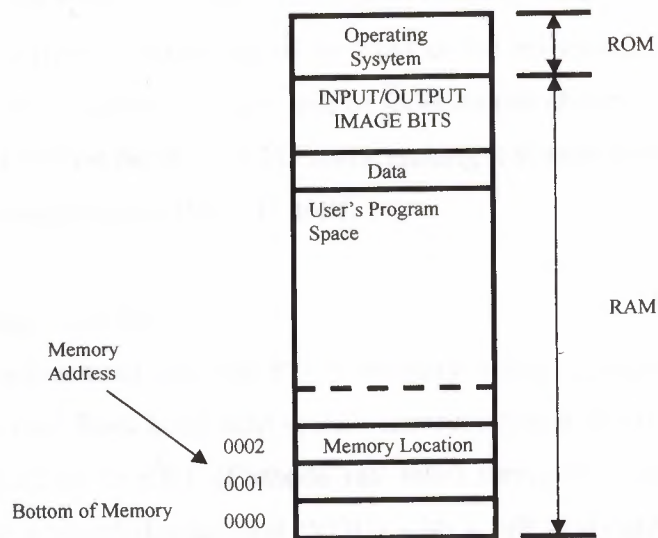 Operating
Sysytem
ROM
INPUT/OUTPUT
IMAGE BITS
Data
User's Program
Space
RAM
Memory
Address
0002
Memory Location
0001
Bottom of Memory
0000